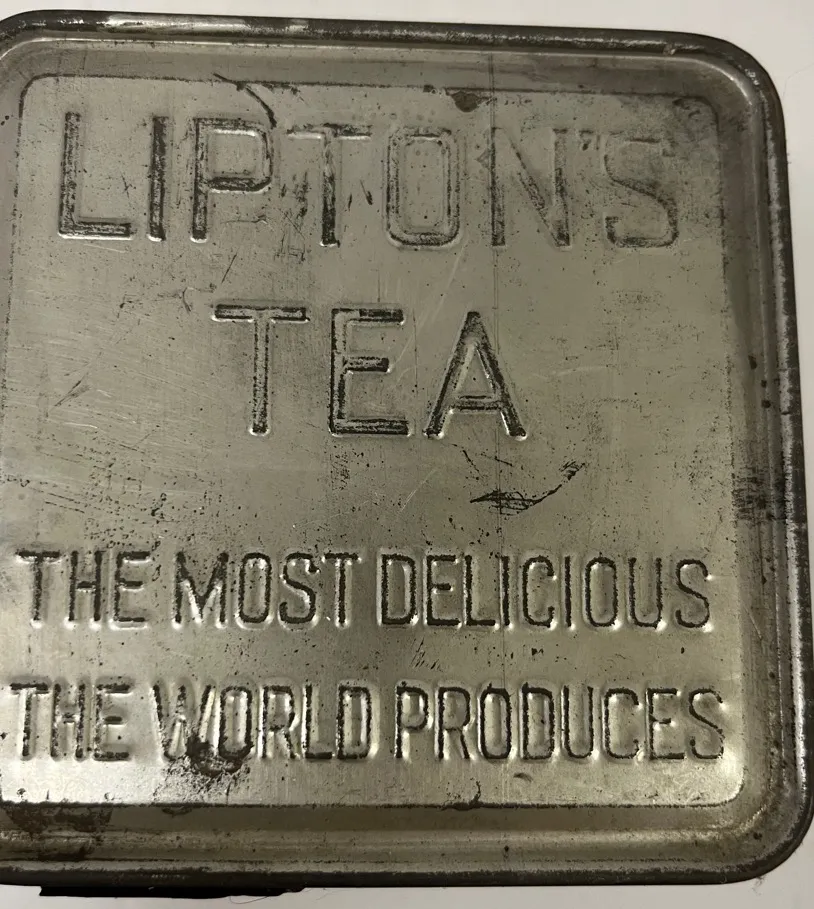 LIPTON'S
TEA
THE MOST DELICIOUS
THE WORLD PRODUCES